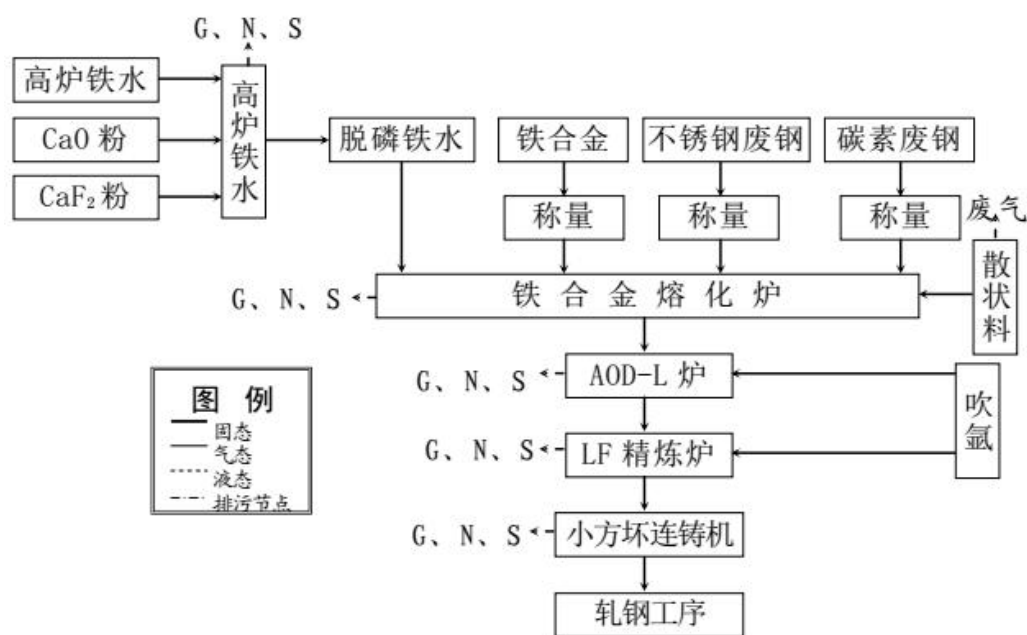 G、N、S
高炉铁水
CaO 粉
CaF₂粉
高炉铁水
脱磷铁水
铁合金
不锈钢废钢
碳素废钢
称量
称量
称量
废气
散状料
G、N、S
铁合金熔化炉
G、N、S
AOD-L 炉
吹氩
G、N、S
LF 精炼炉
G、N、S
小方坯连铸机
轧钢工序
图 例
固态
气态
液态
排污节点